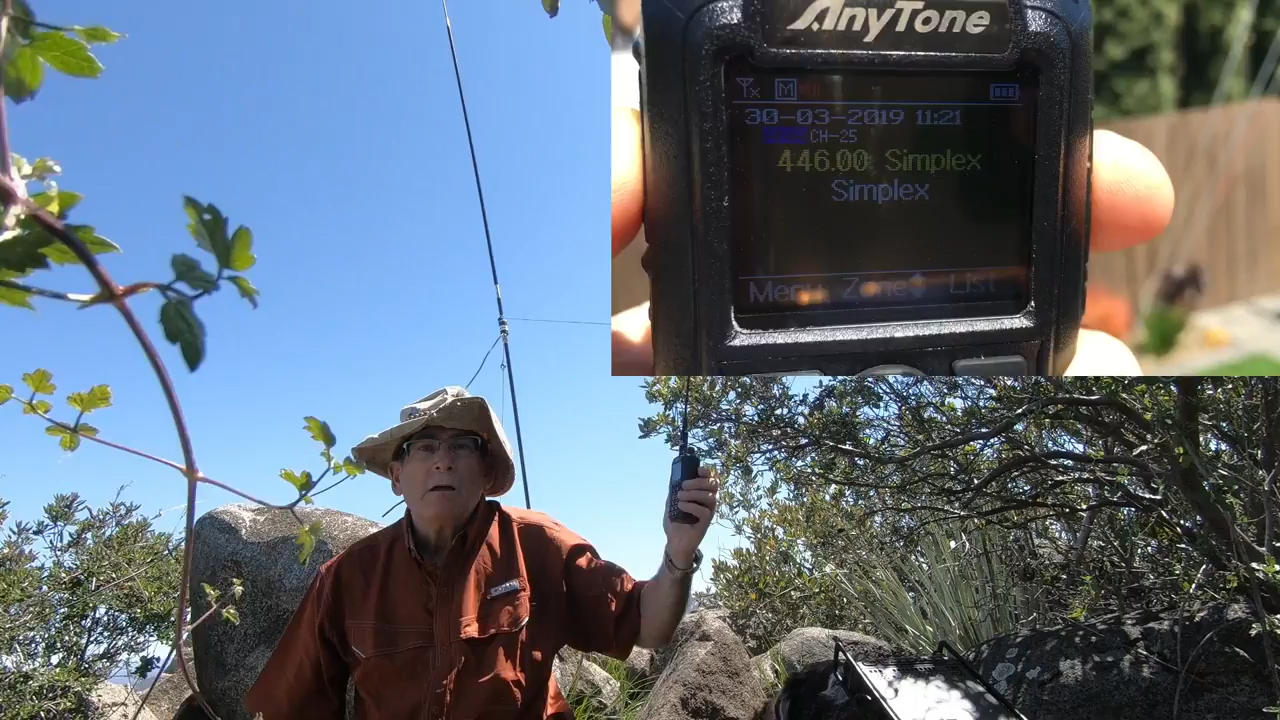 AnyTone
30-03-2019 11:21
CH-25
446.00 Simplex
Simplex
Menu Zone List